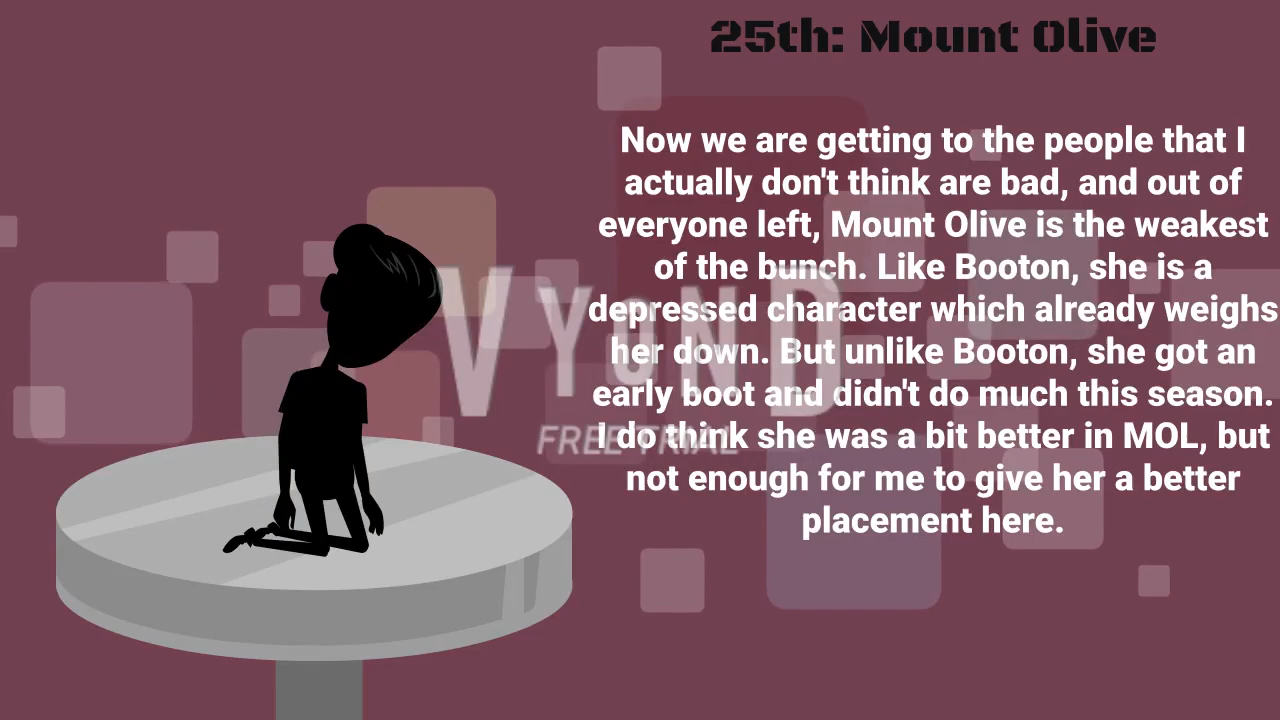 25th: Mount Olive
Now we are getting to the people that I
actually don't think are bad, and out of
everyone left, Mount Olive is the weakest
of the bunch. Like Booton, she is a
depressed character which already weighs
her down. But unlike Booton, she got an
early boot and didn't do much this season.
I do think she was a bit better in MOL, but
not enough for me to give her a better
placement here.
VYOND
FREE TRIAL